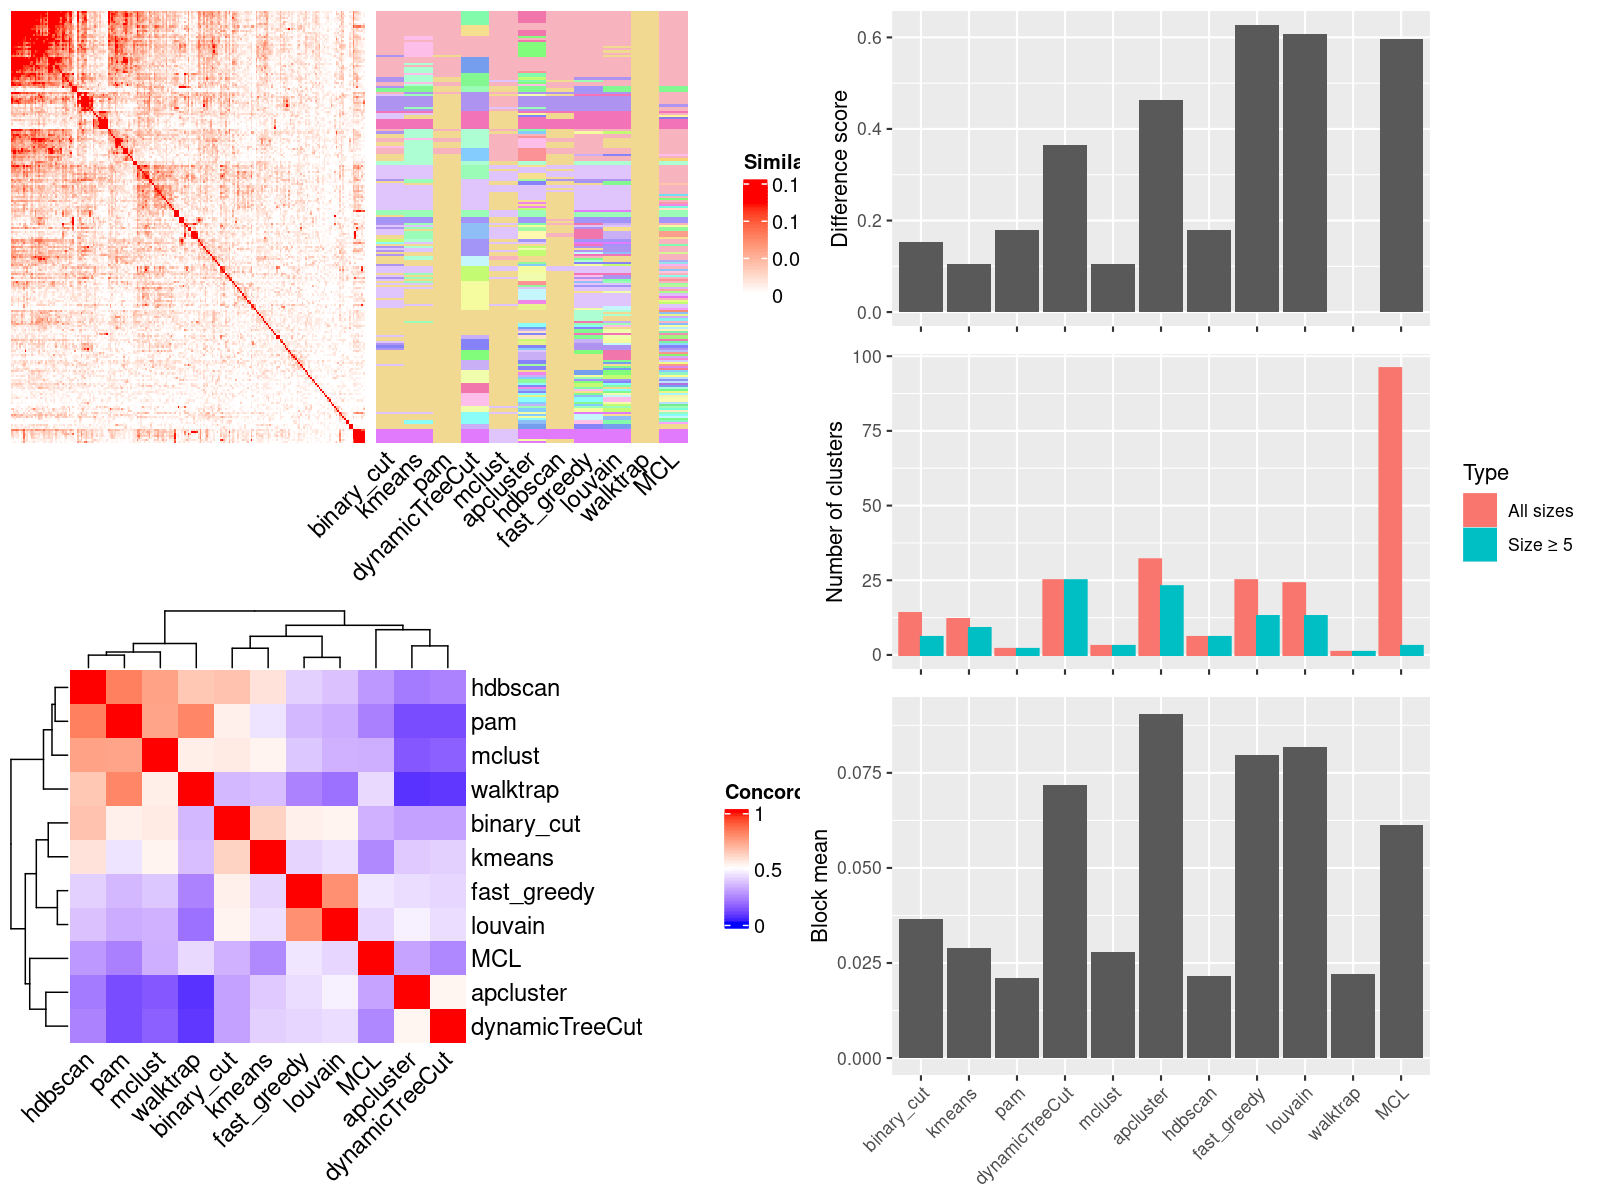 Simila
0.1
0.1
0.0
0
binary_cut
kmeans
pam
dynamicTreeCut
mclust
apcluster
hdbscan
fast_greedy
louvain
walktrap
MCL
hdbscan
pam
mclust
walktrap
binary_cut
kmeans
fast_greedy
louvain
MCL
apcluster
dynamicTreeCut
hdbscan
pam
mclust
walktrap
binary_cut
kmeans
fast_greedy
louvain
MCL
apcluster
dynamicTreeCut
Concord
1
0.5
0
Difference score
0.6
0.4
0.2
0.0
Number of clusters
100
75
50
25
0
Type
All sizes
Size ≥ 5
Block mean
0.075
0.050
0.025
0.000
binary_cut
kmeans
pam
dynamicTreeCut
mclust
apcluster
hdbscan
fast_greedy
louvain
walktrap
MCL